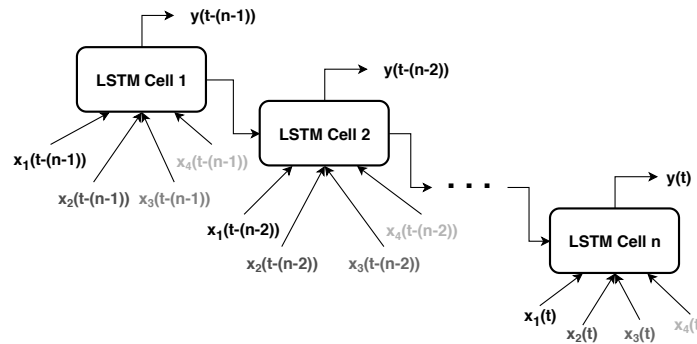 y(t-(n-1))
LSTM Cell 1
x1(t-(n-1))
x4(t-(n-1))
x2(t-(n-1))
x3(t-(n-1))
y(t-(n-2))
LSTM Cell 2
x1(t-(n-2))
x4(t-(n-2))
x2(t-(n-2))
x3(t-(n-2))
. . .
y(t)
LSTM Cell n
x1(t)
x4(t
x2(t)
x3(t)